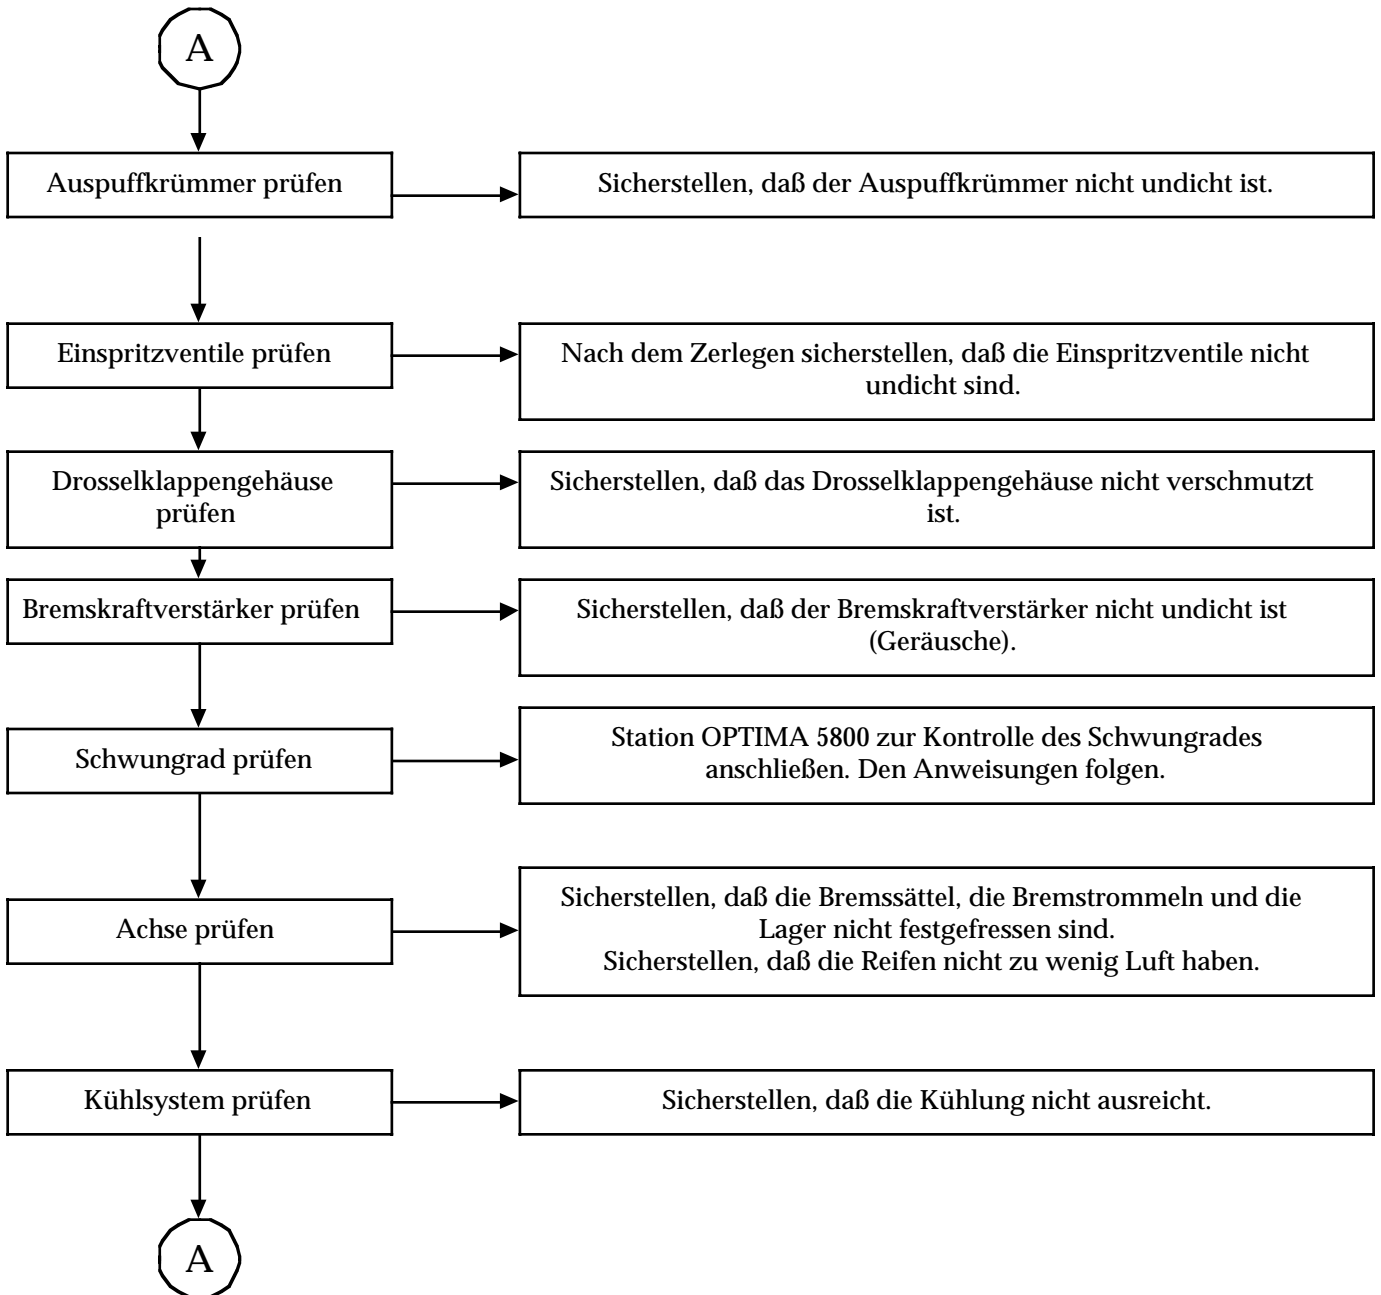 A
Auspuffkrümmer prüfen
Sicherstellen, daß der Auspuffkrümmer nicht undicht ist.
Einspritzventile prüfen
Nach dem Zerlegen sicherstellen, daß die Einspritzventile nicht
undicht sind.
Drosselklappengehäuse
prüfen
Sicherstellen, daß das Drosselklappengehäuse nicht verschmutzt
ist.
Bremskraftverstärker prüfen
Sicherstellen, daß der Bremskraftverstärker nicht undicht ist
(Geräusche).
Schwungrad prüfen
Station OPTIMA 5800 zur Kontrolle des Schwungrades
anschließen. Den Anweisungen folgen.
Achse prüfen
Sicherstellen, daß die Bremssättel, die Bremstrommeln und die
Lager nicht festgefressen sind.
Sicherstellen, daß die Reifen nicht zu wenig Luft haben.
Kühlsystem prüfen
Sicherstellen, daß die Kühlung nicht ausreicht.
A